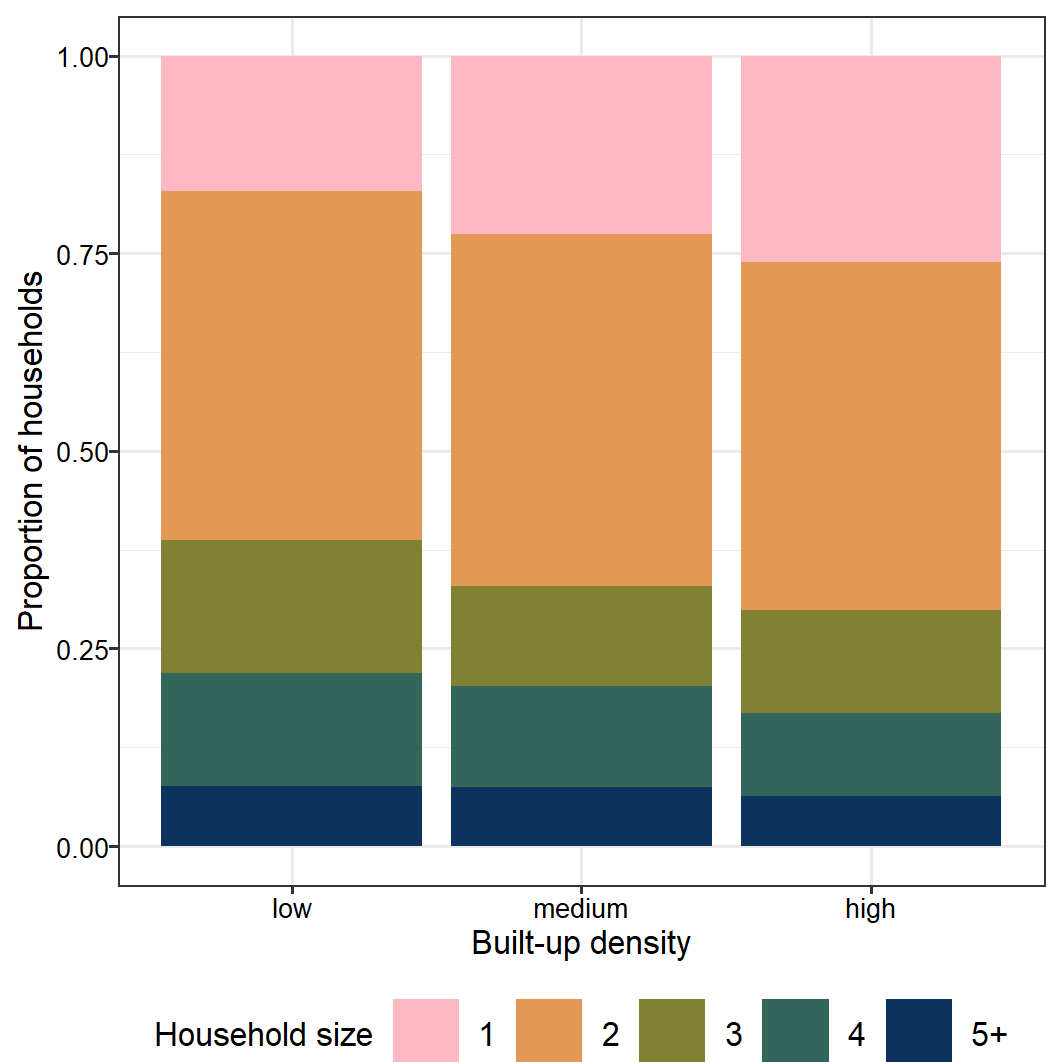 1.00
0.75
0.50
0.25
0.00
Proportion of households
low medium high
Built-up density
Household size 1 2 3 4 5+